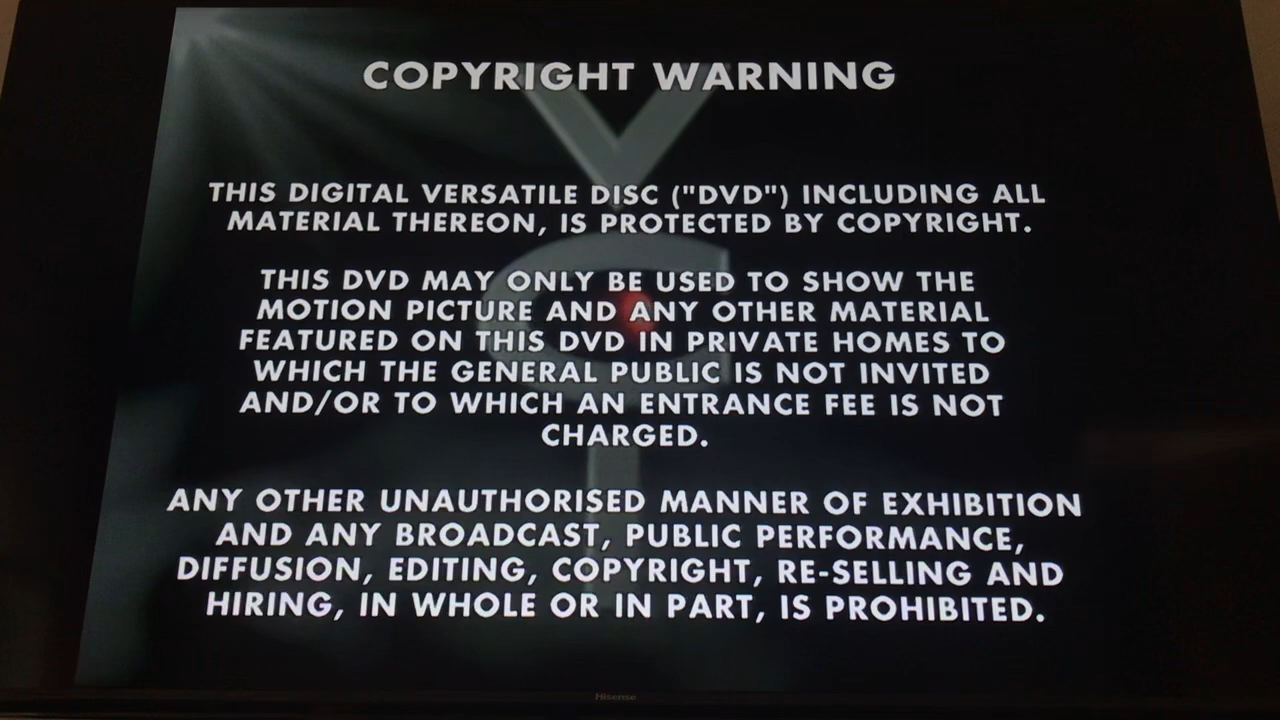 COPYRIGHT WARNING
THIS DIGITAL VERSATILE DISC ("DVD") INCLUDING ALL
MATERIAL THEREON, IS PROTECTED BY COPYRIGHT.
THIS DVD MAY ONLY BE USED TO SHOW THE
MOTION PICTURE AND ANY OTHER MATERIAL
FEATURED ON THIS DVD IN PRIVATE HOMES TO
WHICH THE GENERAL PUBLIC IS NOT INVITED
AND/OR TO WHICH AN ENTRANCE FEE IS NOT
CHARGED.
ANY OTHER UNAUTHORISED MANNER OF EXHIBITION
AND ANY BROADCAST, PUBLIC PERFORMANCE,
DIFFUSION, EDITING, COPYRIGHT, RE-SELLING AND
HIRING, IN WHOLE OR IN PART, IS PROHIBITED.
Hisense